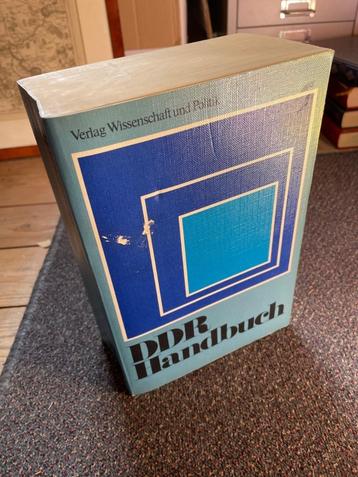 Verlag Wissenschaft und Politik
DDR
Handbuch